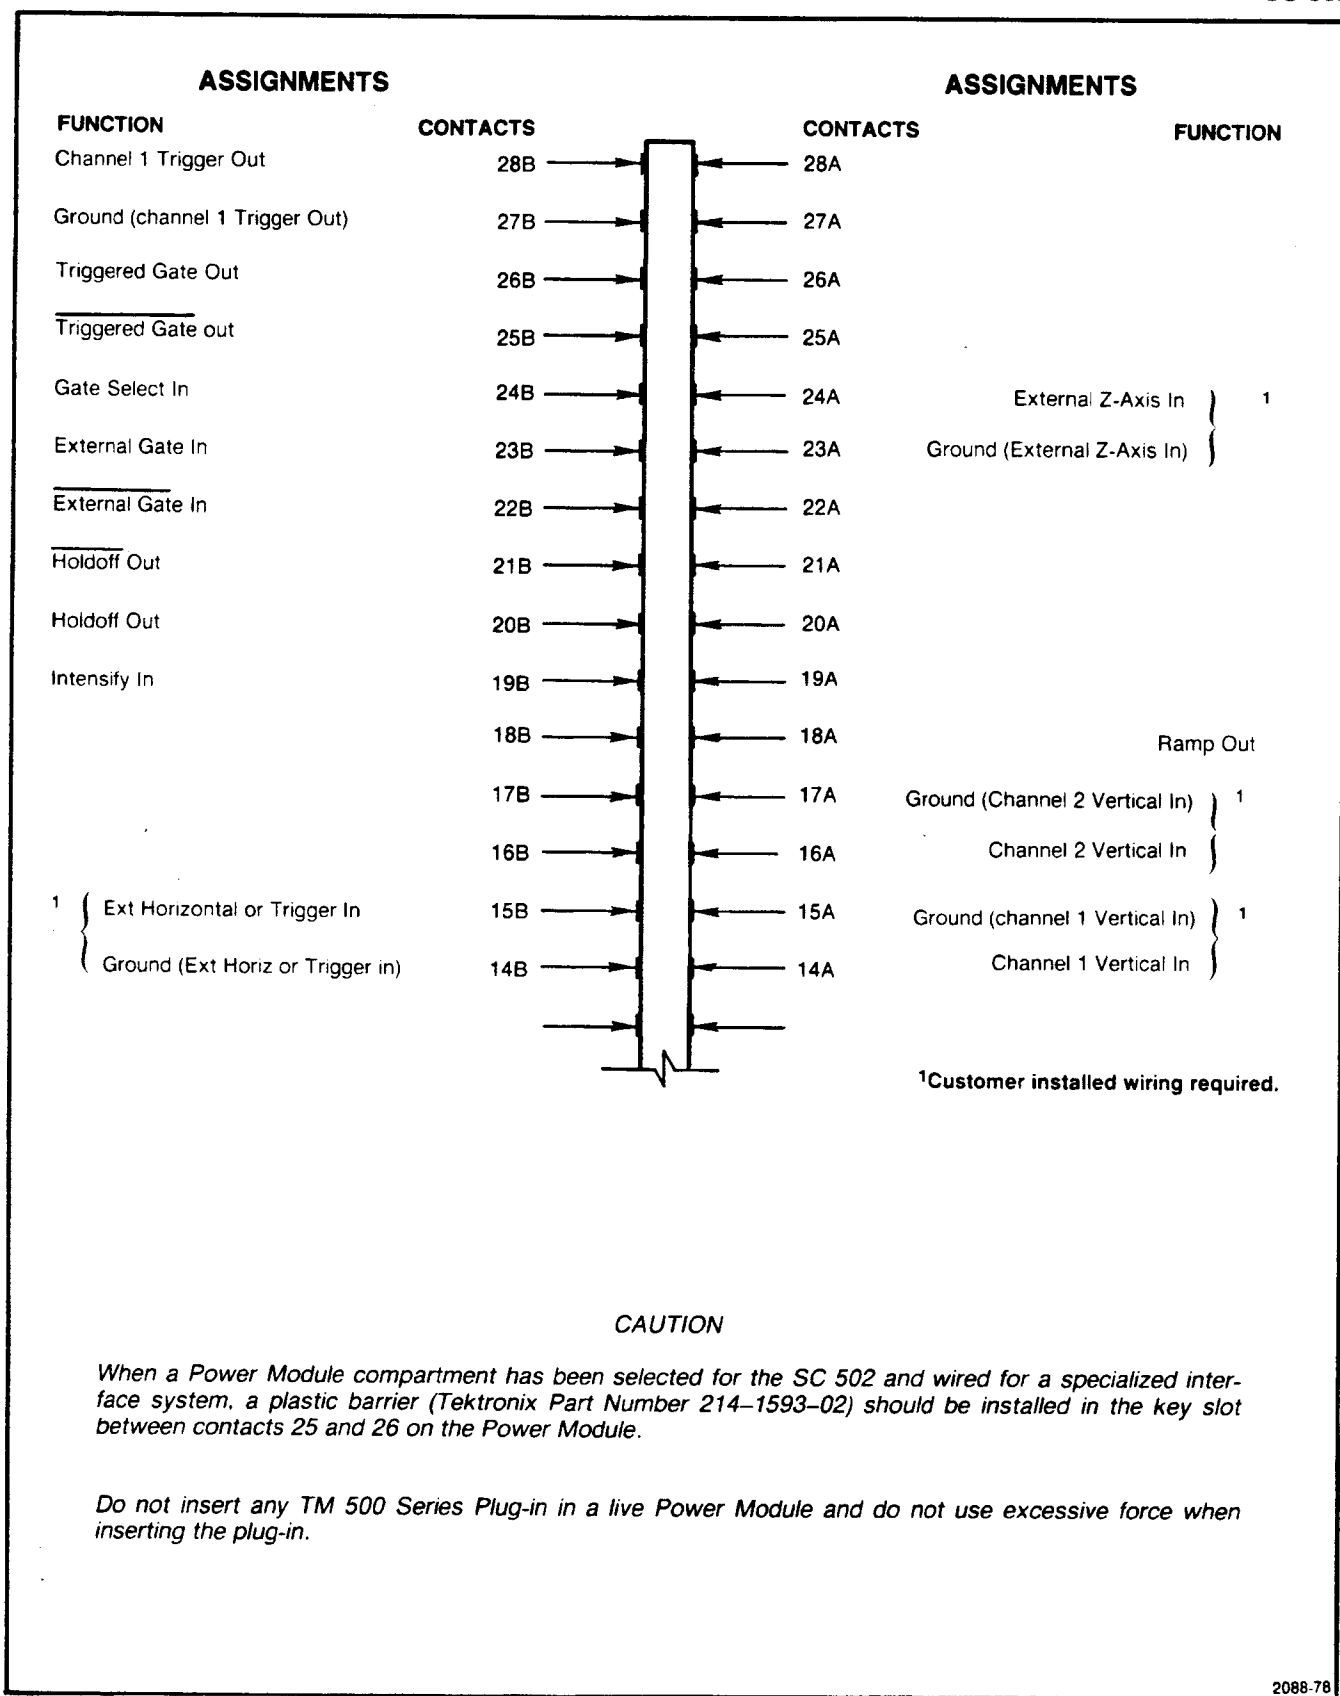 ASSIGNMENTS ASSIGNMENTS
FUNCTION CONTACTS CONTACTS FUNCTION
Channel 1 Trigger Out 28B 28A
Ground (channel 1 Trigger Out) 27B 27A
Triggered Gate Out 26B 26A
Triggered Gate out 25B 25A
Gate Select In 24B 24A External Z-Axis In 1
External Gate In 23B 23A Ground (External Z-Axis In)
External Gate In 22B 22A
Holdoff Out 21B 21A
Holdoff Out 20B 20A
Intensify In 19B 19A
18B 18A Ramp Out
17B 17A Ground (Channel 2 Vertical In) 1
16B 16A Channel 2 Vertical In
1 Ext Horizontal or Trigger In 15B 15A Ground (channel 1 Vertical In) 1
Ground (Ext Horiz or Trigger in) 14B 14A Channel 1 Vertical In
1Customer installed wiring required.
CAUTION
When a Power Module compartment has been selected for the SC 502 and wired for a specialized inter-
face system, a plastic barrier (Tektronix Part Number 214–1593–02) should be installed in the key slot
between contacts 25 and 26 on the Power Module.
Do not insert any TM 500 Series Plug-in in a live Power Module and do not use excessive force when
inserting the plug-in.
2088-78